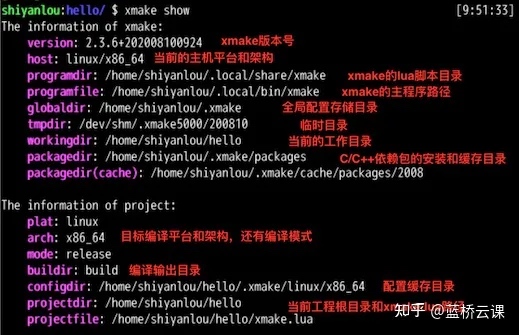 shiyanlou:hello/ $ xmake show [9:51:33]
The information of xmake:
version: 2.3.6+202008100924 xmake版本号
host: linux/x86_64 当前的主机平台和架构
programdir: /home/shiyanlou/.local/share/xmake xmake的lua脚本目录
programfile: /home/shiyanlou/.local/bin/xmake xmake的主程序路径
globaldir: /home/shiyanlou/.xmake 全局配置存储目录
tmpdir: /dev/shm/.xmake5000/200810 临时目录
workingdir: /home/shiyanlou/hello 当前的工作目录
packagedir: /home/shiyanlou/.xmake/packages C/C++依赖包的安装和缓存目录
packagedir(cache): /home/shiyanlou/.xmake/cache/packages/2008
The information of project:
plat: linux
arch: x86_64 目标编译平台和架构，还有编译模式
mode: release
buildir: build 编译输出目录
configdir: /home/shiyanlou/hello/.xmake/linux/x86_64 配置缓存目录
projectdir: /home/shiyanlou/hello 当前工程根目录和xmake.lua路径
projectfile: /home/shiyanlou/hello/xmake.lua
知乎 @蓝桥云课